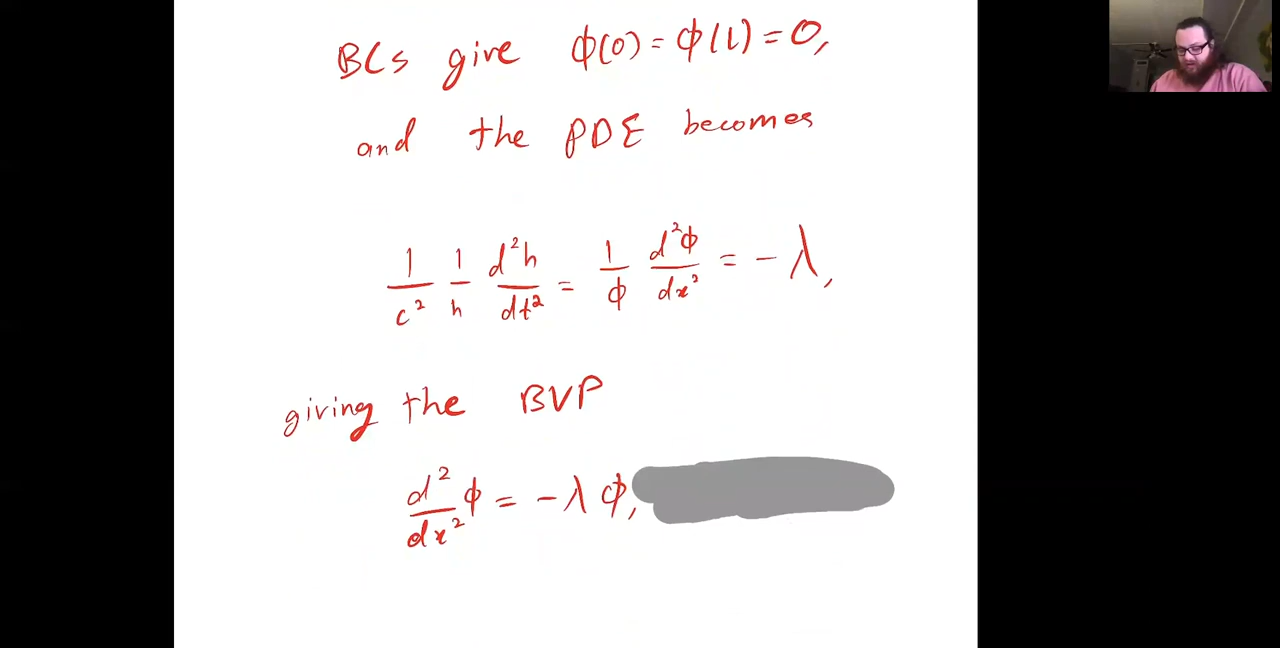 BCs give ϕ(0) = ϕ(L) = 0,
and the PDE becomes
1/c² 1/h d²h/dt² = 1/ϕ d²ϕ/dx² = -λ,
giving the BVP
d²/dx² ϕ = -λ ϕ,